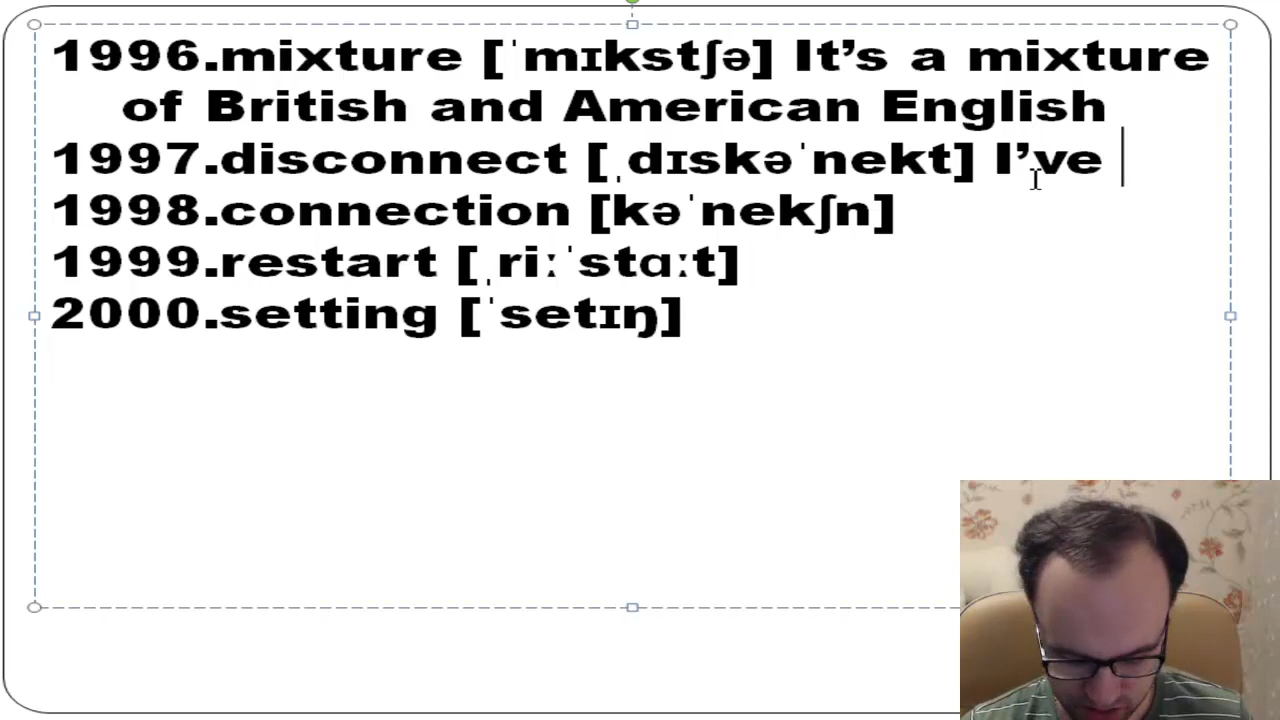 1996.mixture [ˈmɪkstʃə] It’s a mixture
of British and American English
1997.disconnect [ˌdɪskəˈnekt] I’ve
1998.connection [kəˈnekʃn]
1999.restart [ˌriːˈstɑːt]
2000.setting [ˈsetɪŋ]